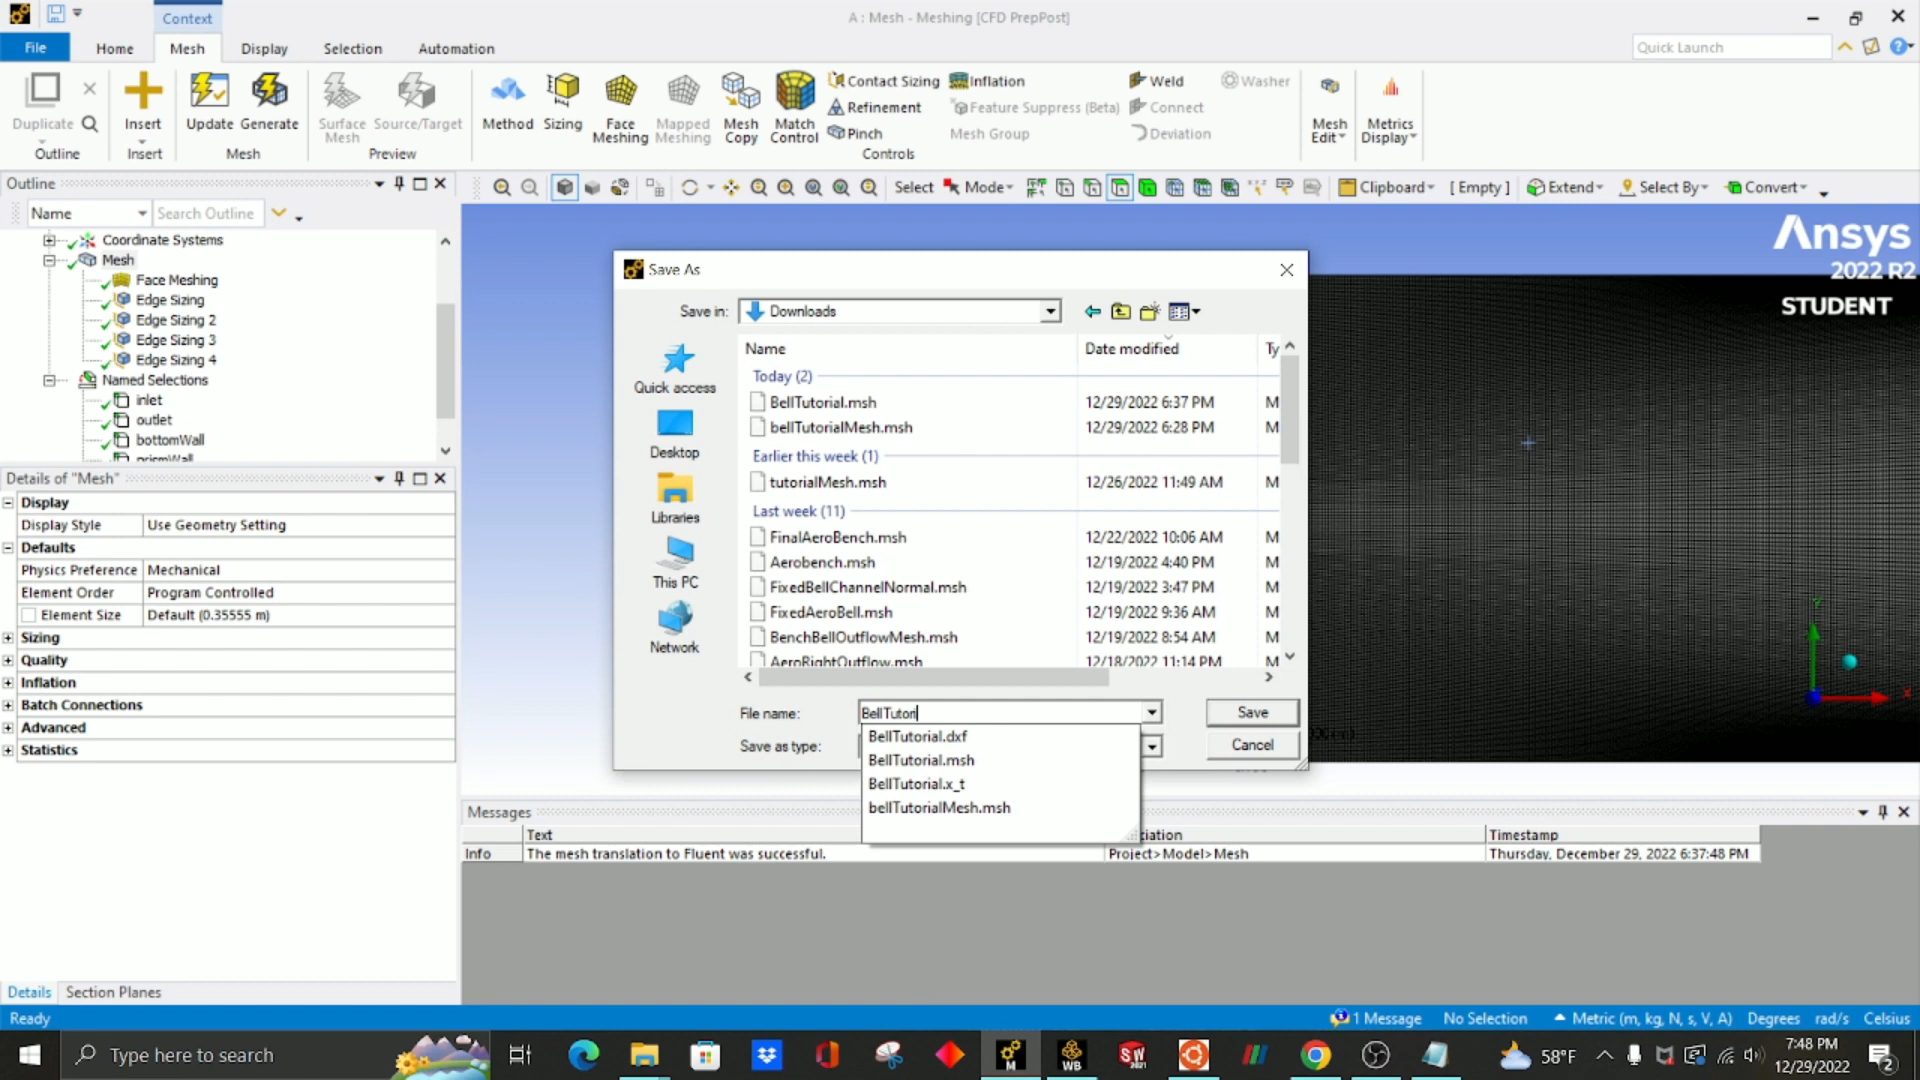 Context
A : Mesh - Meshing [CFD PrepPost]
File
Home
Mesh
Display
Selection
Automation
Quick Launch
Duplicate
Outline
Insert
Insert
Update
Generate
Mesh
Surface Mesh
Source/Target
Preview
Method
Sizing
Face Meshing
Mapped Meshing
Mesh Copy
Match Control
Contact Sizing
Refinement
Pinch
Inflation
Feature Suppress (Beta)
Mesh Group
Weld
Connect
Deviation
Washer
Controls
Mesh Edit
Metrics Display
Outline
Name
Search Outline
Select
Mode
Clipboard
[ Empty ]
Extend
Select By
Convert
Coordinate Systems
Mesh
Face Meshing
Edge Sizing
Edge Sizing 2
Edge Sizing 3
Edge Sizing 4
Named Selections
inlet
outlet
bottomWall
prismWall
Details of "Mesh"
Display
Display Style Use Geometry Setting
Defaults
Physics Preference Mechanical
Element Order Program Controlled
Element Size Default (0.35555 m)
Sizing
Quality
Inflation
Batch Connections
Advanced
Statistics
Details
Section Planes
Ansys
2022 R2
STUDENT
Y
X
Save As
Save in: Downloads
Quick access
Desktop
Libraries
This PC
Network
Name Date modified Ty
Today (2)
BellTutorial.msh 12/29/2022 6:37 PM M
bellTutorialMesh.msh 12/29/2022 6:28 PM M
Earlier this week (1)
tutorialMesh.msh 12/26/2022 11:49 AM M
Last week (11)
FinalAeroBench.msh 12/22/2022 10:06 AM M
Aerobench.msh 12/19/2022 4:40 PM M
FixedBellChannelNormal.msh 12/19/2022 3:47 PM M
FixedAeroBell.msh 12/19/2022 9:36 AM M
BenchBellOutflowMesh.msh 12/19/2022 8:54 AM M
AeroRightOutflow.msh 12/18/2022 11:14 PM M
File name: BellTutori
Save
Save as type:
Cancel
BellTutorial.dxf
BellTutorial.msh
BellTutorial.x_t
bellTutorialMesh.msh
Messages
Text ciation Timestamp
Info The mesh translation to Fluent was successful. Project>Model>Mesh Thursday, December 29, 2022 6:37:48 PM
Ready
1 Message
No Selection
Metric (m, kg, N, s, V, A)
Degrees
rad/s
Celsius
Type here to search
M
WB
SW
2021
58°F
7:48 PM
12/29/2022
2